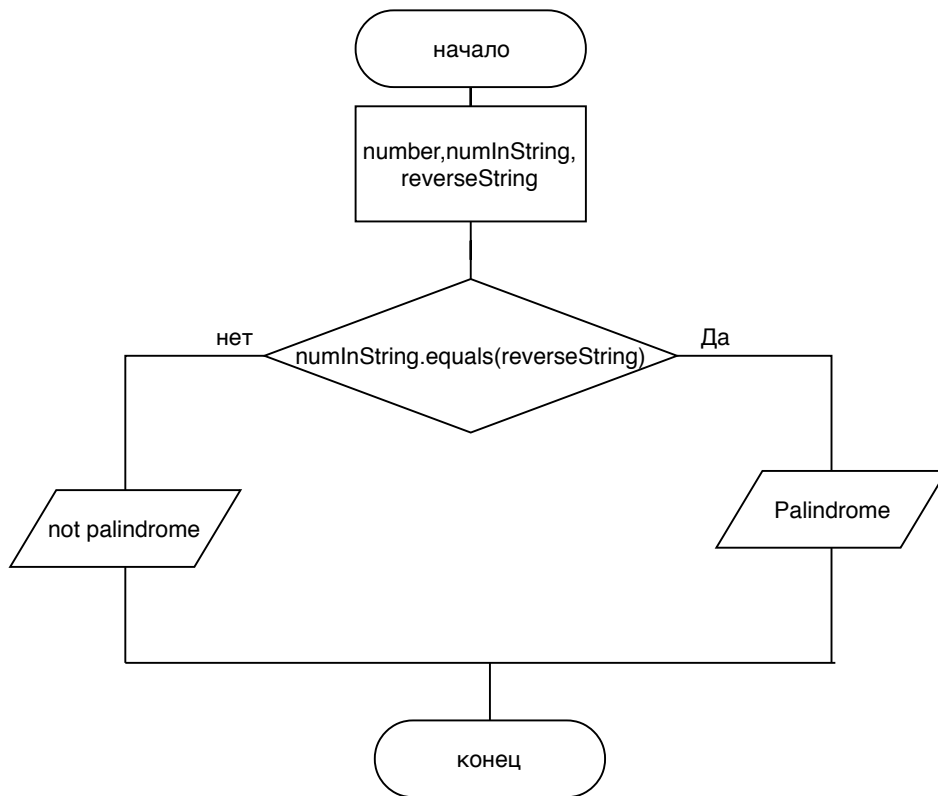 начало
number,numInString,
reverseString
нет
Да
numInString.equals(reverseString)
not palindrome
Palindrome
конец